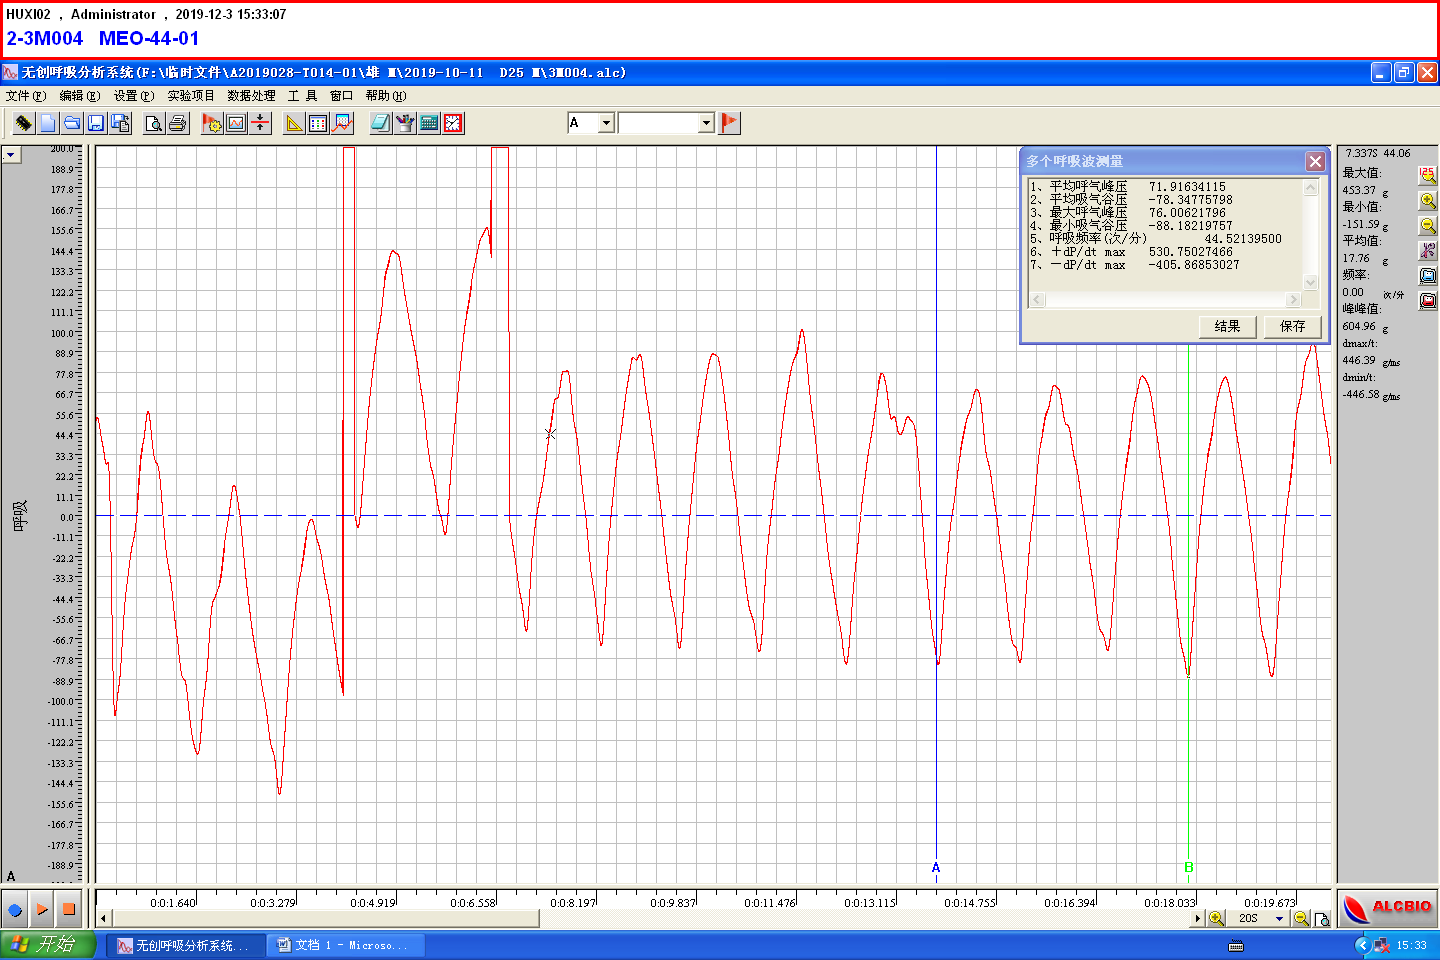 HUXI02 , Administrator , 2019-12-3 15:33:07
2-3M004 MEO-44-01
无创呼吸分析系统(F:\临时文件\A2019028-T014-01\雄 M\2019-10-11 D25 M\3M004.alc)
文件(F) 编辑(E) 设置(P) 实验项目 数据处理 工 具 窗口 帮助(H)
A
200.0
188.9
177.8
166.7
155.6
144.4
133.3
122.2
111.1
100.0
88.9
77.8
66.7
55.6
44.4
33.3
22.2
11.1
0.0
-11.1
-22.2
-33.3
-44.4
-55.6
-66.7
-77.8
-88.9
-100.0
-111.1
-122.2
-133.3
-144.4
-155.6
-166.7
-177.8
-188.9
呼吸
A
多个呼吸波测量
1、平均呼气峰压 71.91634115
2、平均吸气谷压 -78.34775798
3、最大呼气峰压 76.00621796
4、最小吸气谷压 -88.18219757
5、呼吸频率(次/分) 44.52139500
6、＋dP/dt max 530.75027466
7、－dP/dt max -405.86853027
结果 保存
7.337S 44.06
最大值:
453.37 g
最小值:
-151.59 g
平均值:
17.76 g
频率:
0.00 次/分
峰峰值:
604.96 g
dmax/t:
446.39 g/ms
dmin/t:
-446.58 g/ms
A B
0:0:1.640 0:0:3.279 0:0:4.919 0:0:6.558 0:0:8.197 0:0:9.837 0:0:11.476 0:0:13.115 0:0:14.755 0:0:16.394 0:0:18.033 0:0:19.673
20S
ALCBIO
开始 无创呼吸分析系统... 文档 1 - Microso... 15:33